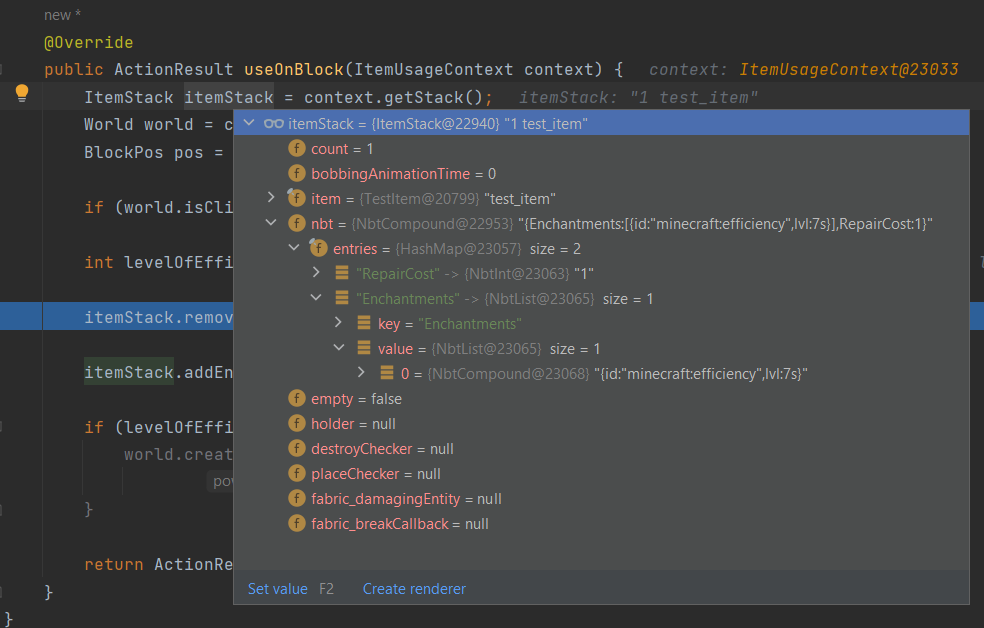 new *
@Override
public ActionResult useOnBlock(ItemUsageContext context) { context: ItemUsageContext@23033
ItemStack itemStack = context.getStack(); itemStack: "1 test_item"
World world = c
itemStack = {ItemStack@22940} "1 test_item"
BlockPos pos =
f count = 1
f bobbingAnimationTime = 0
if (world.isCli
f item = {TestItem@20799} "test_item"
f nbt = {NbtCompound@22953} "{Enchantments:[{id:"minecraft:efficiency",lvl:7s}],RepairCost:1}"
f entries = {HashMap@23057} size = 2
int levelOfEffi
"RepairCost" -> {NbtInt@23063} "1"
"Enchantments" -> {NbtList@23065} size = 1
itemStack.remov
key = "Enchantments"
value = {NbtList@23065} size = 1
itemStack.addEn
0 = {NbtCompound@23068} "{id:"minecraft:efficiency",lvl:7s}"
f empty = false
if (levelOfEffi
f holder = null
world.creat
f destroyChecker = null
f placeChecker = null
pow
f fabric_damagingEntity = null
}
f fabric_breakCallback = null
return ActionRe
Set value F2 Create renderer
}
}